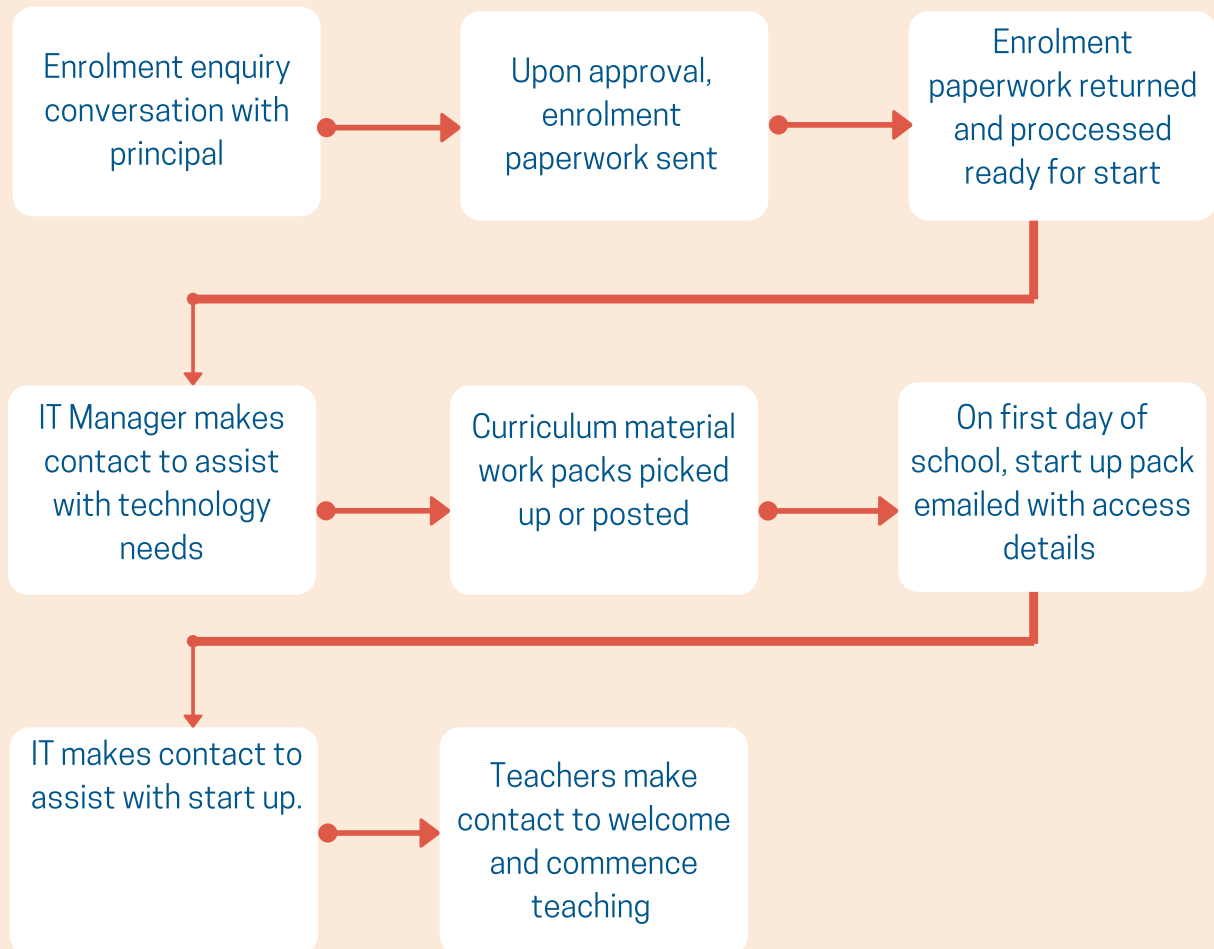 Enrolment enquiry
conversation with
principal
Upon approval,
enrolment
paperwork sent
Enrolment
paperwork returned
and proccessed
ready for start
IT Manager makes
contact to assist
with technology
needs
Curriculum material
work packs picked
up or posted
On first day of
school, start up pack
emailed with access
details
IT makes contact to
assist with start up.
Teachers make
contact to welcome
and commence
teaching